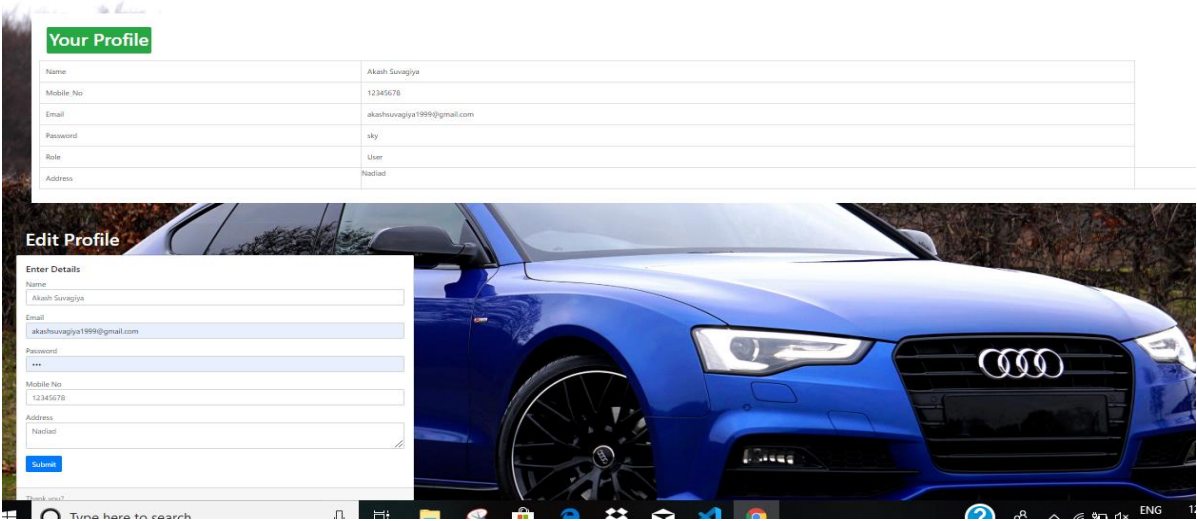 Your Profile
Name Akash Suvagiya
Mobile No 12345678
Email akashsuvagiya1999@gmail.com
Password sky
Role User
Address Nadiad
Edit Profile
Enter Details
Name
Akash Suvagiya
Email
akashsuvagiya1999@gmail.com
Password
•••
Mobile No
12345678
Address
Nadiad
Submit
Thank you?
Type here to search
ENG